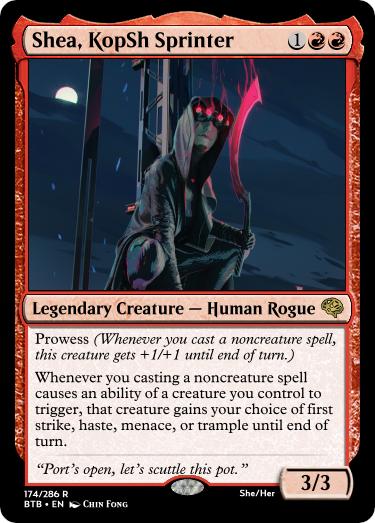 Shea, KopSh Sprinter 1
Legendary Creature — Human Rogue
Prowess (Whenever you cast a noncreature spell,
this creature gets +1/+1 until end of turn.)
Whenever you casting a noncreature spell
causes an ability of a creature you control to
trigger, that creature gains your choice of first
strike, haste, menace, or trample until end of
turn.
“Port’s open, let’s scuttle this pot.”
3/3
174/286 R
She/Her
BTB • EN Chin Fong